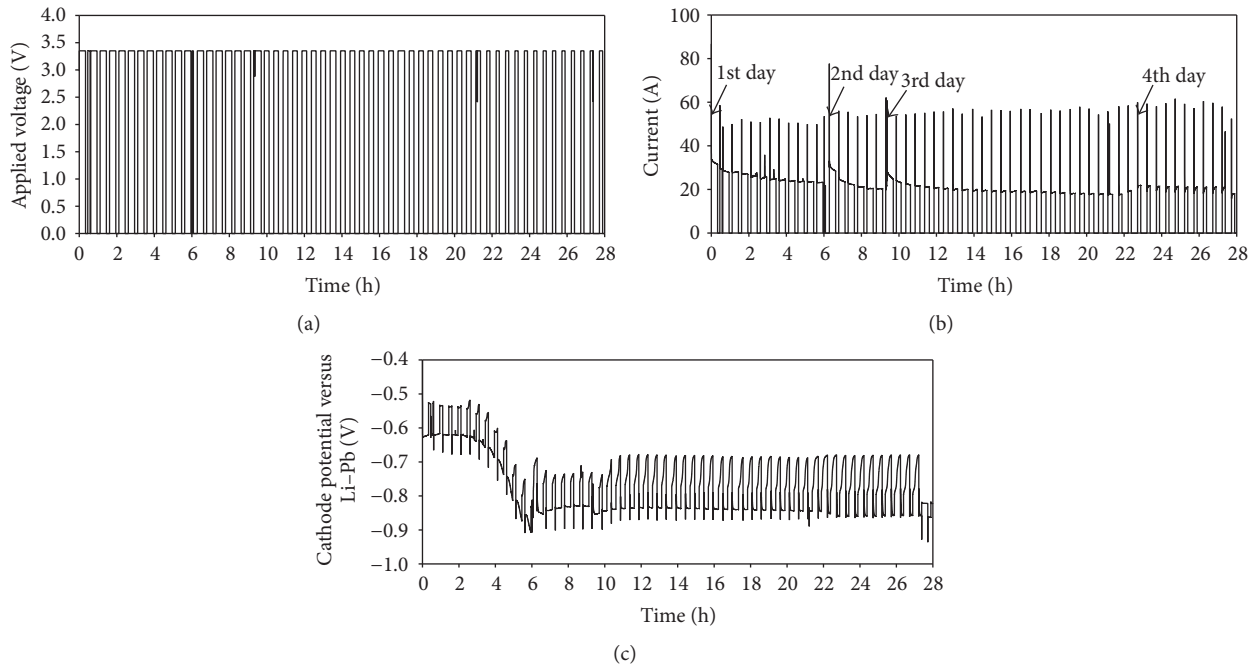 (a)
4.0
3.5
3.0
2.5
2.0
1.5
1.0
0.5
0.0
Applied voltage (V)
0 2 4 6 8 10 12 14 16 18 20 22 24 26 28
Time (h)
(a)
100
80
60
40
20
0
Current (A)
1st day
2nd day
3rd day
4th day
0 2 4 6 8 10 12 14 16 18 20 22 24 26 28
Time (h)
(b)
−0.4
−0.5
−0.6
−0.7
−0.8
−0.9
−1.0
Cathode potential versus
Li–Pb (V)
0 2 4 6 8 10 12 14 16 18 20 22 24 26 28
Time (h)
(c)